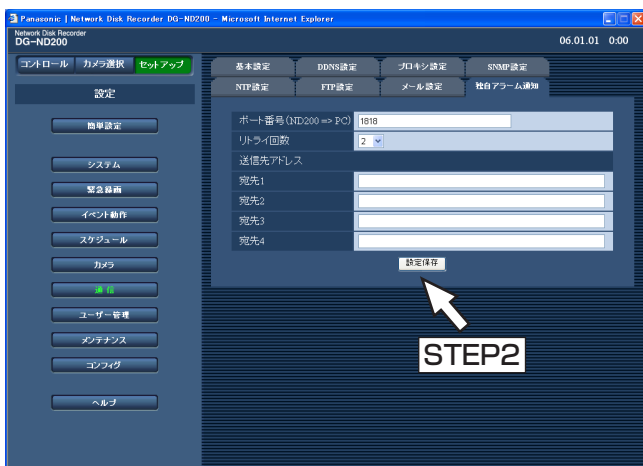 Panasonic | Network Disk Recorder DG-ND200 - Microsoft Internet Explorer
Network Disk Recorder
DG-ND200
06.01.01 0:00
コントロール カメラ選択 セットアップ
設定
簡単設定
システム
緊急録画
イベント動作
スケジュール
カメラ
通信
ユーザー管理
メンテナンス
コンフィグ
ヘルプ
基本設定 DDNS設定 プロキシ設定 SNMP設定
NTP設定 FTP設定 メール設定 独自アラーム通知
ポート番号(ND200 => PC) 1818
リトライ回数 2
送信先アドレス
宛先1
宛先2
宛先3
宛先4
設定保存
STEP2